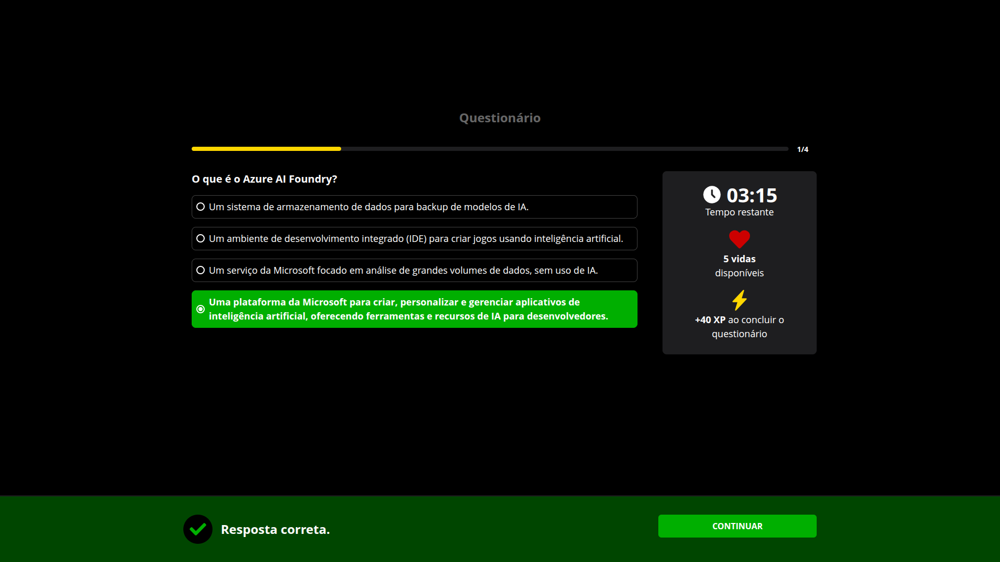 Questionário
1/4
O que é o Azure AI Foundry?
Um sistema de armazenamento de dados para backup de modelos de IA.
Um ambiente de desenvolvimento integrado (IDE) para criar jogos usando inteligência artificial.
Um serviço da Microsoft focado em análise de grandes volumes de dados, sem uso de IA.
Uma plataforma da Microsoft para criar, personalizar e gerenciar aplicativos de
inteligência artificial, oferecendo ferramentas e recursos de IA para desenvolvedores.
03:15
Tempo restante
5 vidas
disponíveis
+40 XP ao concluir o
questionário
Resposta correta.
CONTINUAR